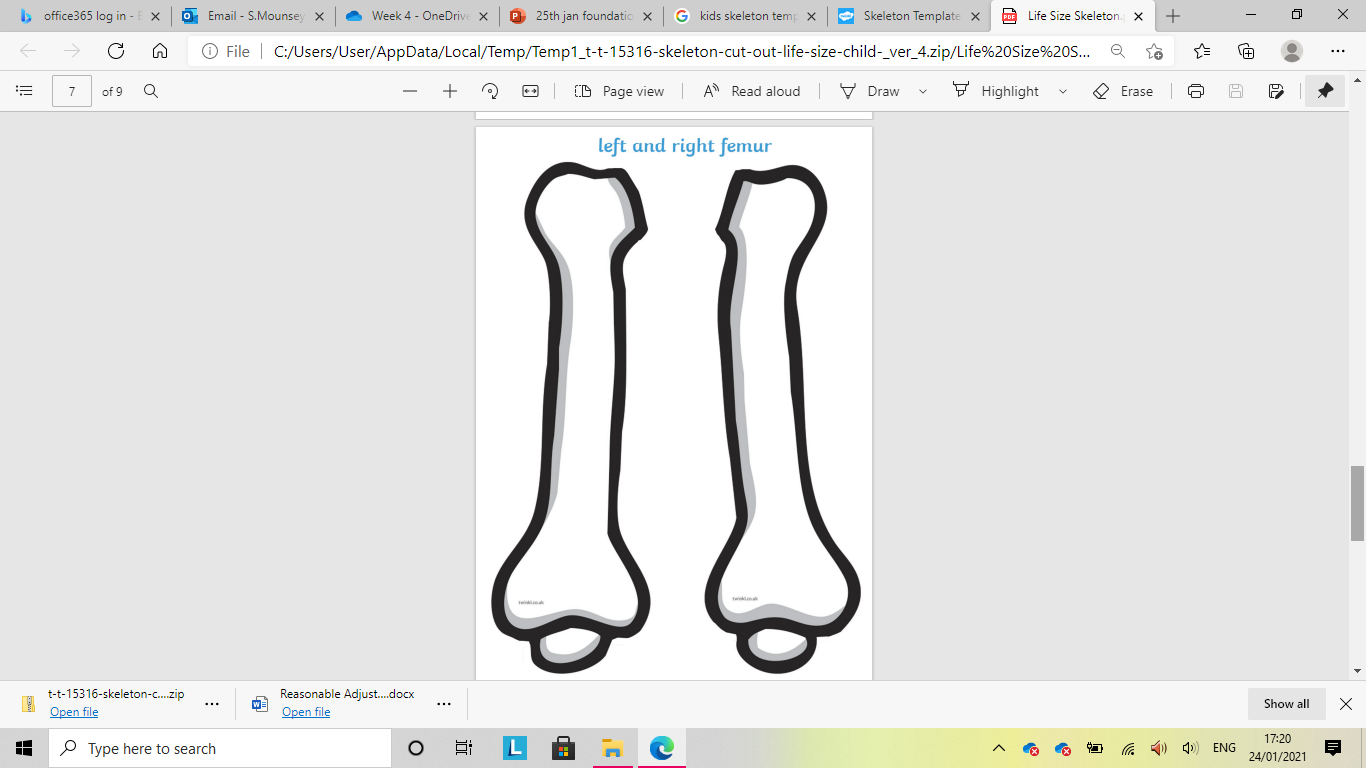 office365 log in - B
Email - S.Mounsey
Week 4 - OneDrive
25th jan foundatio
kids skeleton temp
Skeleton Template
Life Size Skeleton.p
File
C:/Users/User/AppData/Local/Temp/Temp1_t-t-15316-skeleton-cut-out-life-size-child-_ver_4.zip/Life%20Size%20S...
7 of 9
Page view
Read aloud
Draw
Highlight
Erase
left and right femur
twinkl.co.uk
twinkl.co.uk
t-t-15316-skeleton-c....zip
Open file
Reasonable Adjust....docx
Open file
Show all
Type here to search
L
ENG
17:20
24/01/2021